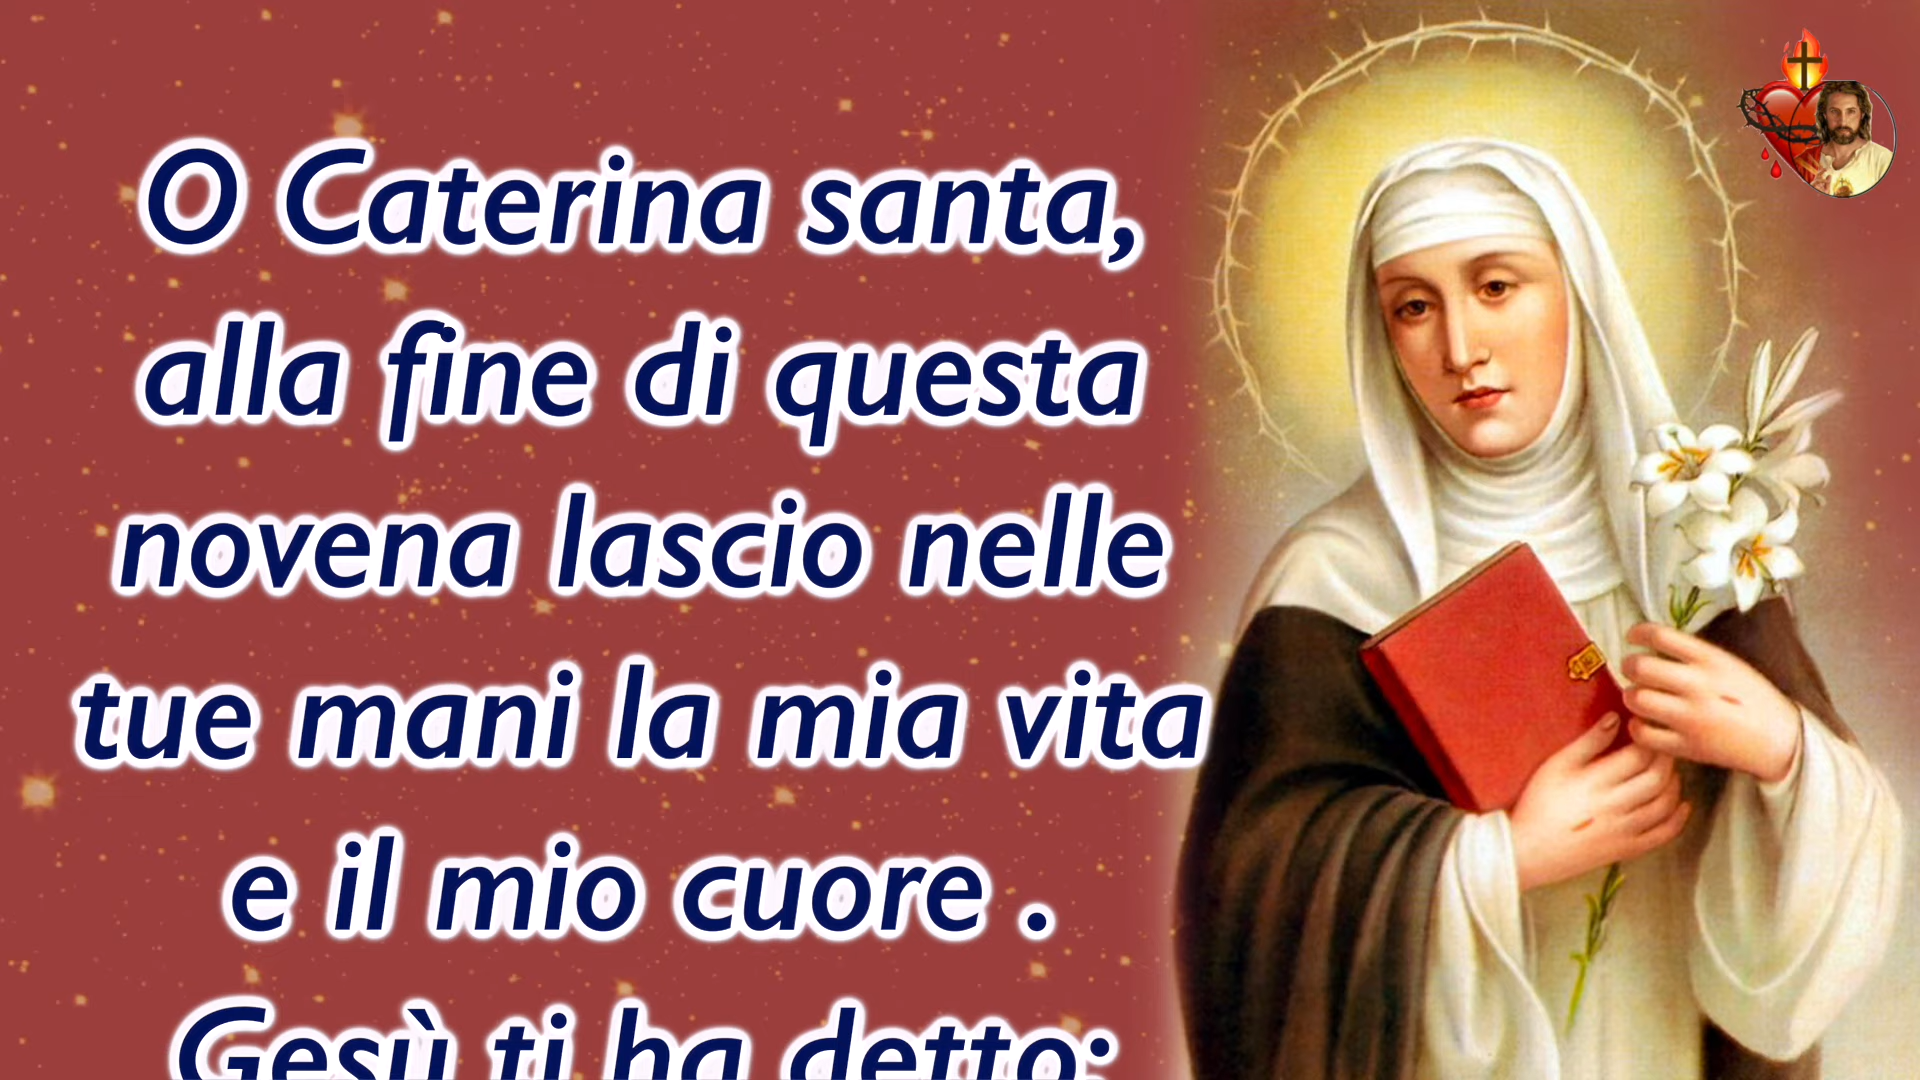 O Caterina santa,
alla fine di questa
novena lascio nelle
tue mani la mia vita
e il mio cuore .
Gesù ti ha detto: